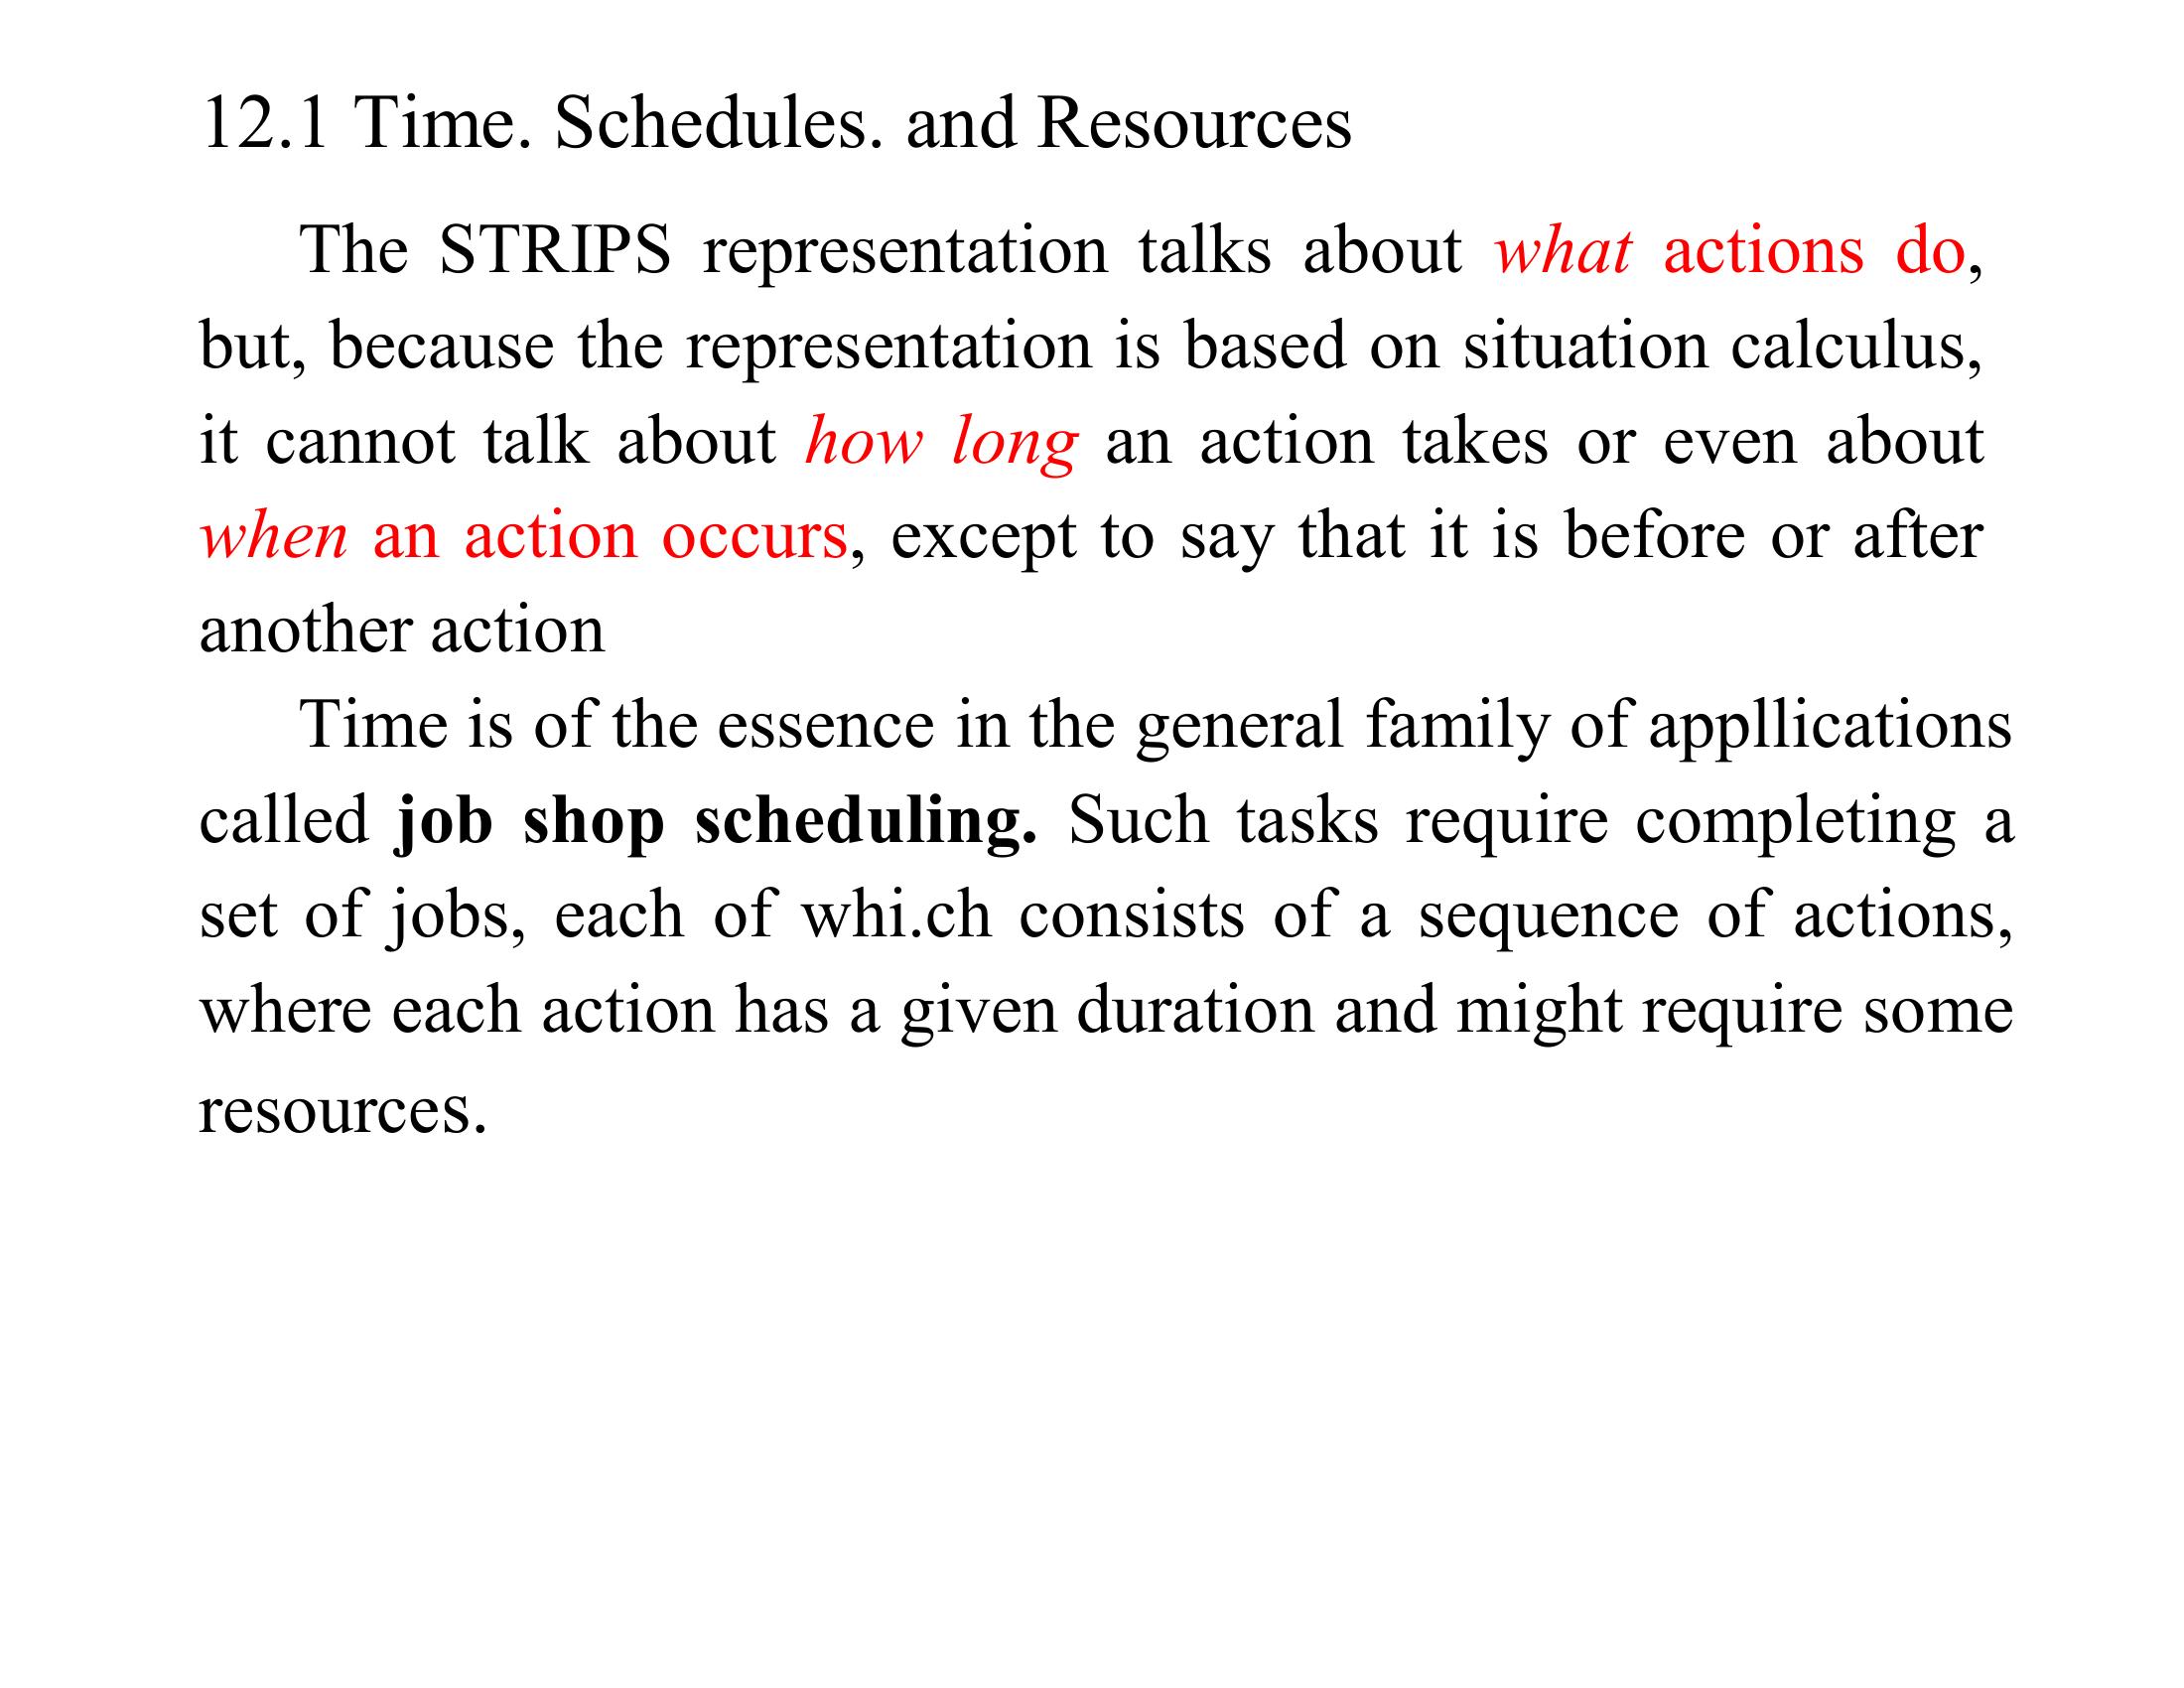 12.1 Time. Schedules. and Resources
The STRIPS representation talks about what actions do,
but, because the representation is based on situation calculus,
it cannot talk about how long an action takes or even about
when an action occurs, except to say that it is before or after
another action
Time is of the essence in the general family of appllications
called job shop scheduling. Such tasks require completing a
set of jobs, each of whi.ch consists of a sequence of actions,
where each action has a given duration and might require some
resources.